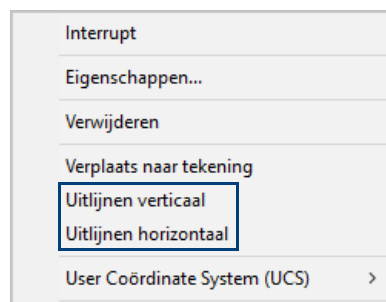 Interrupt
Eigenschappen...
Verwijderen
Verplaats naar tekening
Uitlijnen verticaal
Uitlijnen horizontaal
User Coördinate System (UCS)